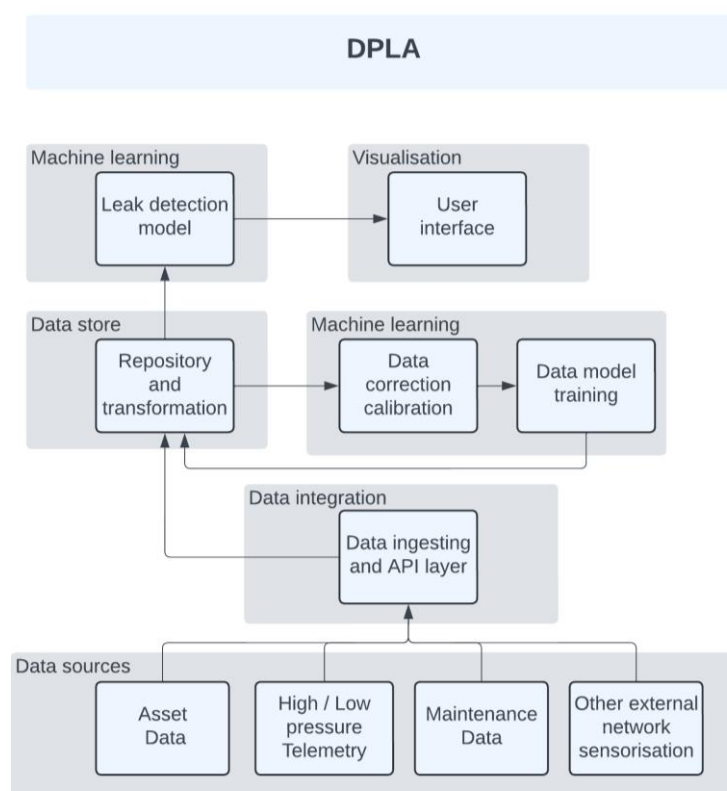 DPLA
Machine learning
Leak detection
model
Visualisation
User
interface
Data store
Repository
and
transformation
Machine learning
Data
correction
calibration
Data model
training
Data integration
Data ingesting
and API layer
Data sources
Asset
Data
High / Low
pressure
Telemetry
Maintenance
Data
Other external
network
sensorisation